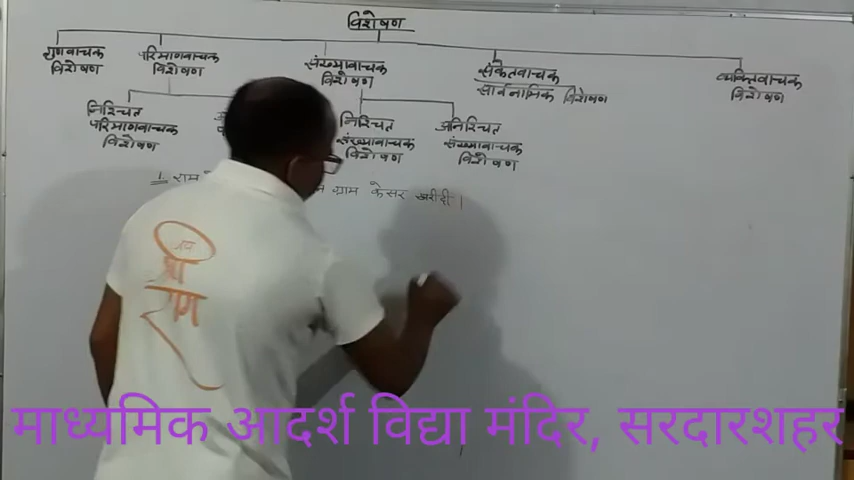 विशेषण
गुणवाचक
विशेषण
परिमाणवाचक
विशेषण
संख्यावाचक
विशेषण
संकेतवाचक
सार्वनामिक विशेषण
व्यक्तिवाचक
विशेषण
निश्चित
परिमाणवाचक
विशेषण
निश्चित
संख्यावाचक
विशेषण
अनिश्चित
संख्यावाचक
विशेषण
1. राम ग्राम केसर खरीदी।
श्री
राम
माध्यमिक आदर्श विद्या मंदिर, सरदारशहर